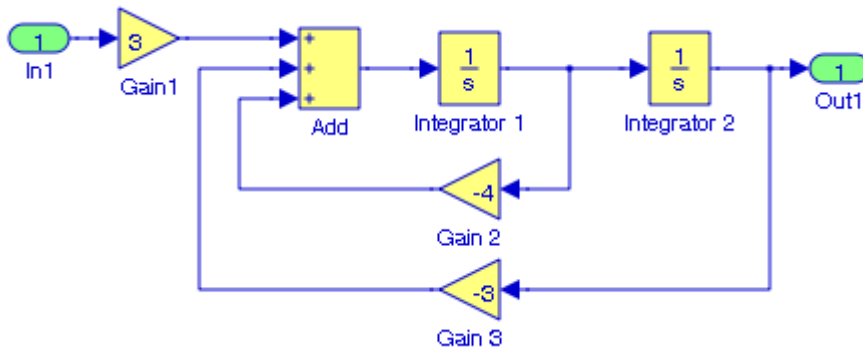 1
In1
3
Gain1
+
+
+
Add
1
s
Integrator 1
1
s
Integrator 2
1
Out1
-4
Gain 2
-3
Gain 3